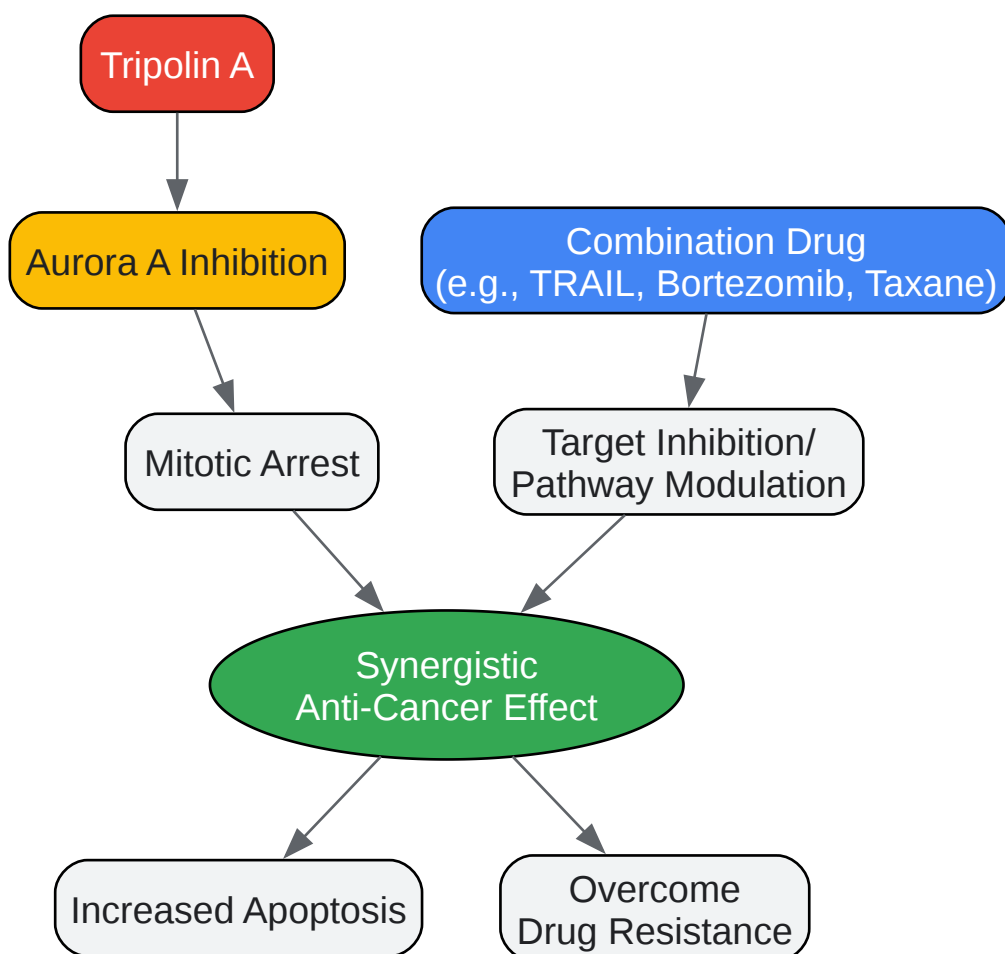 Tripolin A
Aurora A Inhibition
Combination Drug
(e.g., TRAIL, Bortezomib, Taxane)
Mitotic Arrest
Target Inhibition/
Pathway Modulation
Synergistic
Anti-Cancer Effect
Increased Apoptosis
Overcome
Drug Resistance